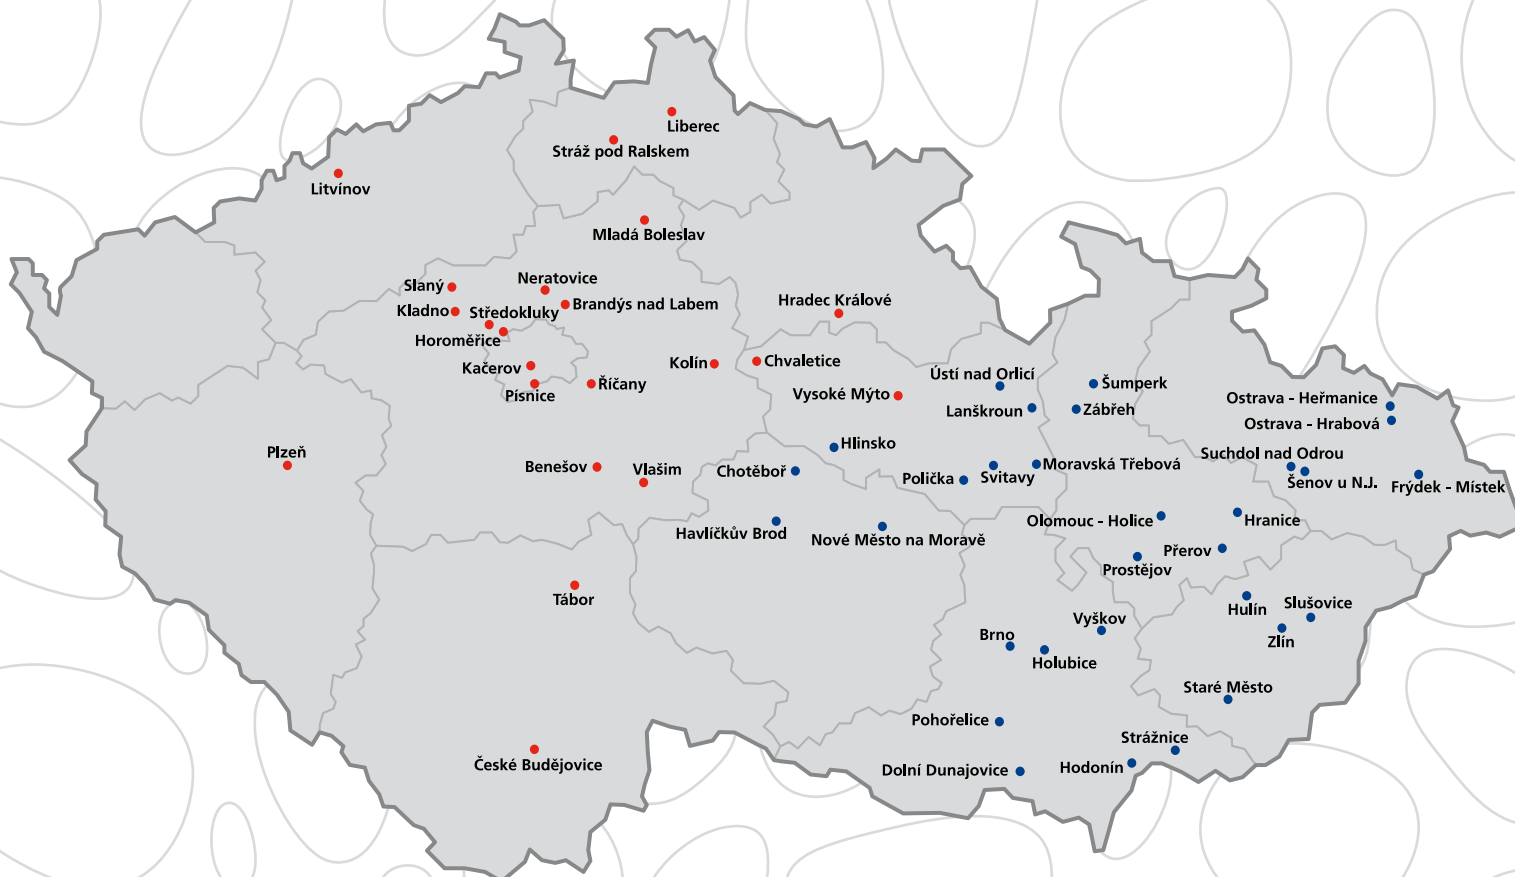 Liberec
Stráž pod Ralskem
Litvínov
Mladá Boleslav
Neratovice
Slaný
Brandýs nad Labem
Hradec Králové
Kladno
Středokluky
Horoměřice
Kačerov
Kolín
Chvaletice
Ústí nad Orlicí
Šumperk
Písnice
Říčany
Vysoké Mýto
Lanškroun
Zábřeh
Ostrava - Heřmanice
Ostrava - Hrabová
Hlinsko
Plzeň
Benešov
Vlašim
Chotěboř
Polička
Svitavy
Moravská Třebová
Suchdol nad Odrou
Šenov u N.J.
Frýdek - Místek
Havlíčkův Brod
Nové Město na Moravě
Olomouc - Holice
Hranice
Přerov
Prostějov
Tábor
Hulín
Slušovice
Vyškov
Brno
Zlín
Holubice
Staré Město
Pohořelice
Strážnice
České Budějovice
Dolní Dunajovice
Hodonín